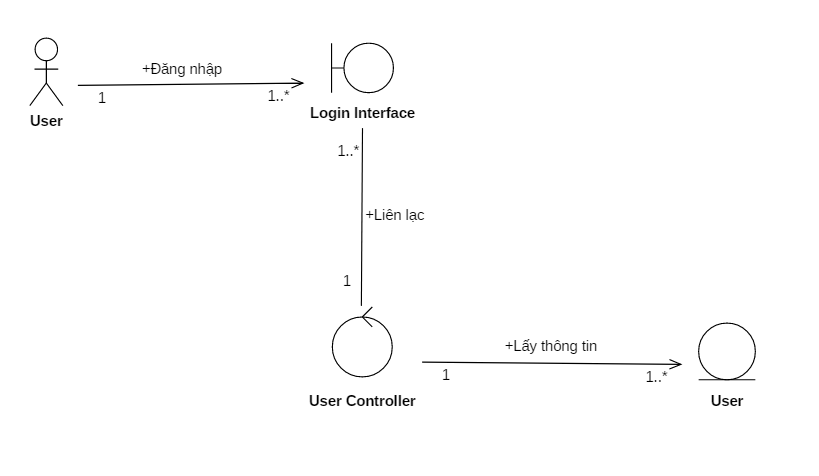 +Đăng nhập
1
1..*
User
Login Interface
1..*
+Liên lạc
1
+Lấy thông tin
1
1..*
User Controller
User